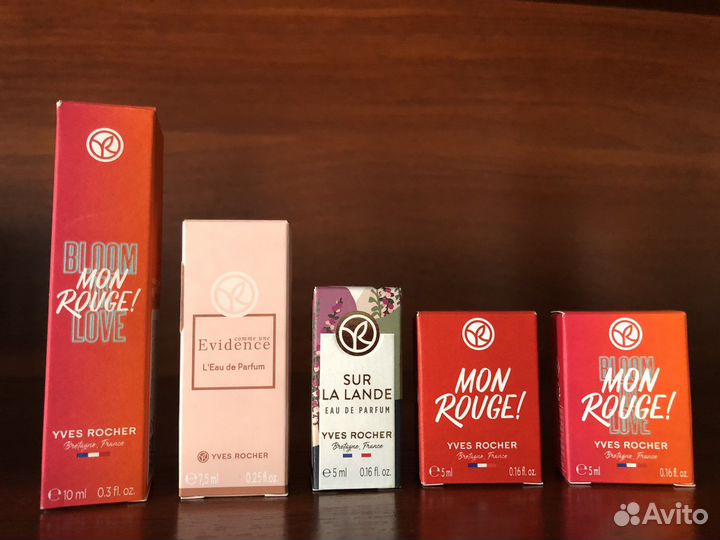 BLOOM
MON
ROUGE!
LOVE
YVES ROCHER
Bretagne, France
℮ 10 ml 0.3 fl. oz.
comme une
Evidence
L'Eau de Parfum
YVES ROCHER
℮ 7,5 ml 0.25 fl. oz.
SUR
LA LANDE
EAU DE PARFUM
YVES ROCHER
Bretagne, France
℮ 5 ml 0.16 fl. oz.
MON
ROUGE!
YVES ROCHER
Bretagne, France
℮ 5 ml 0.16 fl. oz.
BLOOM
MON
ROUGE!
LOVE
YVES ROCHER
Bretagne, France
℮ 5 ml 0.16 fl. oz.
Avito